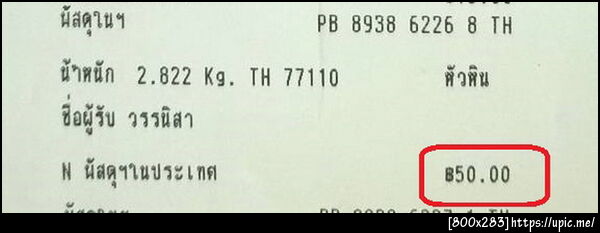 พัสดุในฯ PB 8938 6226 8 TH
น้ำหนัก 2.822 Kg. TH 77110 หัวหิน
ชื่อผู้รับ วรรนิสา
N พัสดุฯในประเทศ ฿50.00
[800x283]https://upic.me/